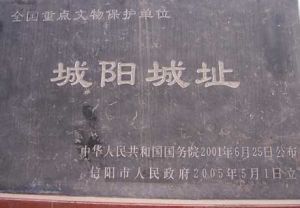 全国重点文物保护单位
城阳城址
中华人民共和国国务院2001年6月25日公布
信阳市人民政府2005年5月1日立